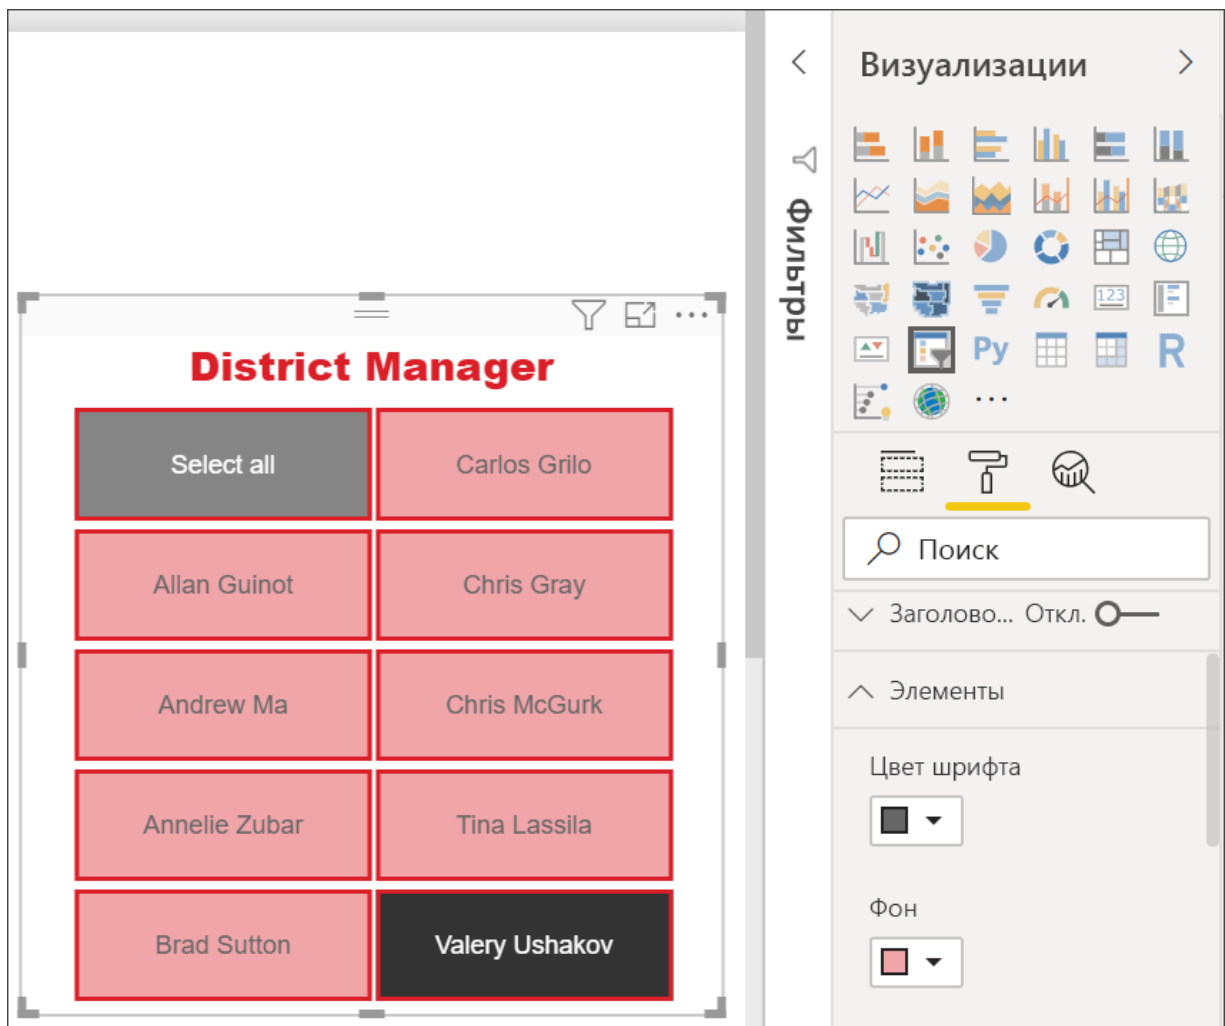 Визуализации
Фильтры
123
Py
R
District Manager
Select all
Carlos Grilo
Allan Guinot
Chris Gray
Andrew Ma
Chris McGurk
Annelie Zubar
Tina Lassila
Brad Sutton
Valery Ushakov
Поиск
Заголово... Откл.
Элементы
Цвет шрифта
Фон